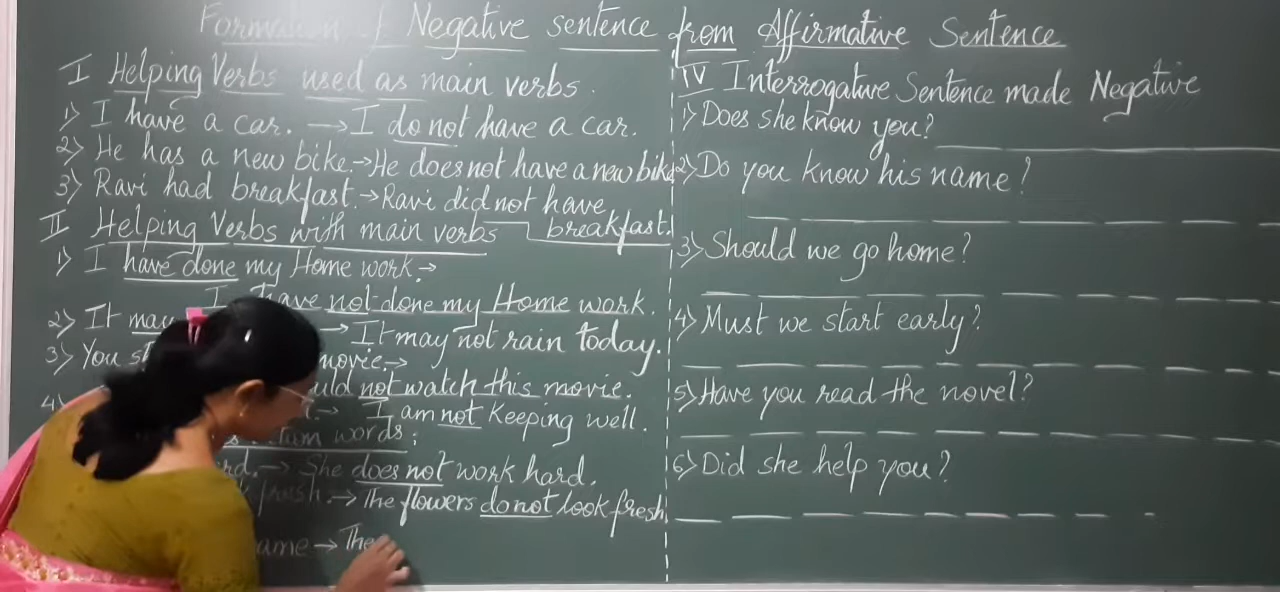 Formation of Negative sentence from Affirmative Sentence
I Helping Verbs used as main verbs.
1) I have a car. → I do not have a car.
2) He has a new bike. → He does not have a new bike.
3) Ravi had breakfast. → Ravi did not have
breakfast.
II Helping Verbs with main verbs
1) I have done my Home work. →
I have not done my Home work.
2) It may → It may not rain today.
3) You movie. →
not watch this movie.
4) → I am not Keeping well.
words.
→ She does not work hard.
fresh. → The flowers do not look fresh
→ The
IV Interrogative Sentence made Negative
1) Does she know you?
2) Do you know his name?
3) Should we go home?
4) Must we start early?
5) Have you read the novel?
6) Did she help you?